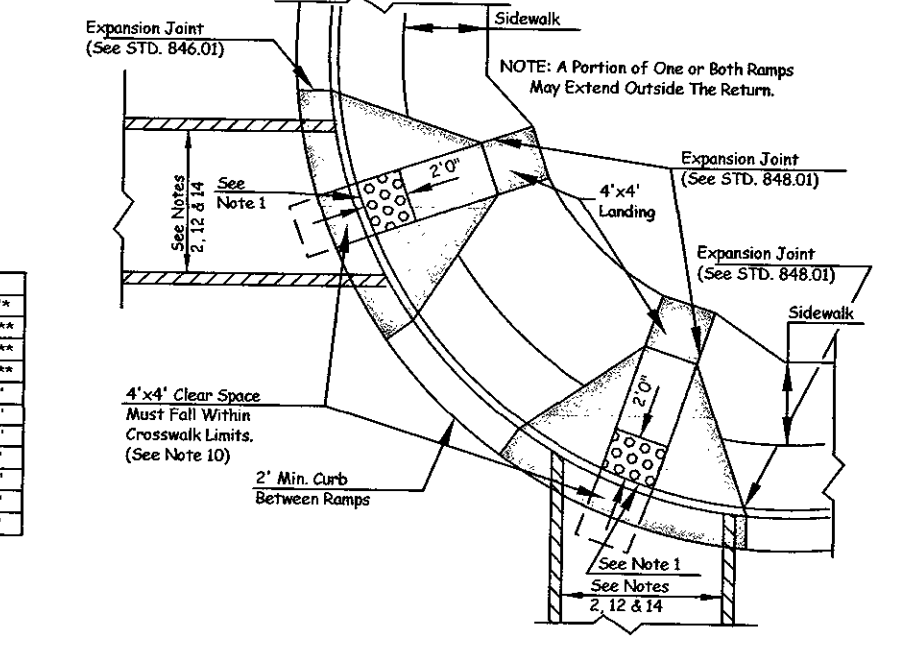 Sidewalk
Expansion Joint
(See STD. 846.01)
NOTE: A Portion of One or Both Ramps
May Extend Outside The Return.
Expansion Joint
(See STD. 848.01)
2'0"
See
Note 1
4'x4'
Landing
See Notes
2, 12 & 14
Expansion Joint
(See STD. 848.01)
Sidewalk
*
**
**
**
'
'
'
'
'
'
'
4'x4' Clear Space
Must Fall Within
Crosswalk Limits.
(See Note 10)
2'0"
2' Min. Curb
Between Ramps
See Note 1
See Notes
2, 12 & 14